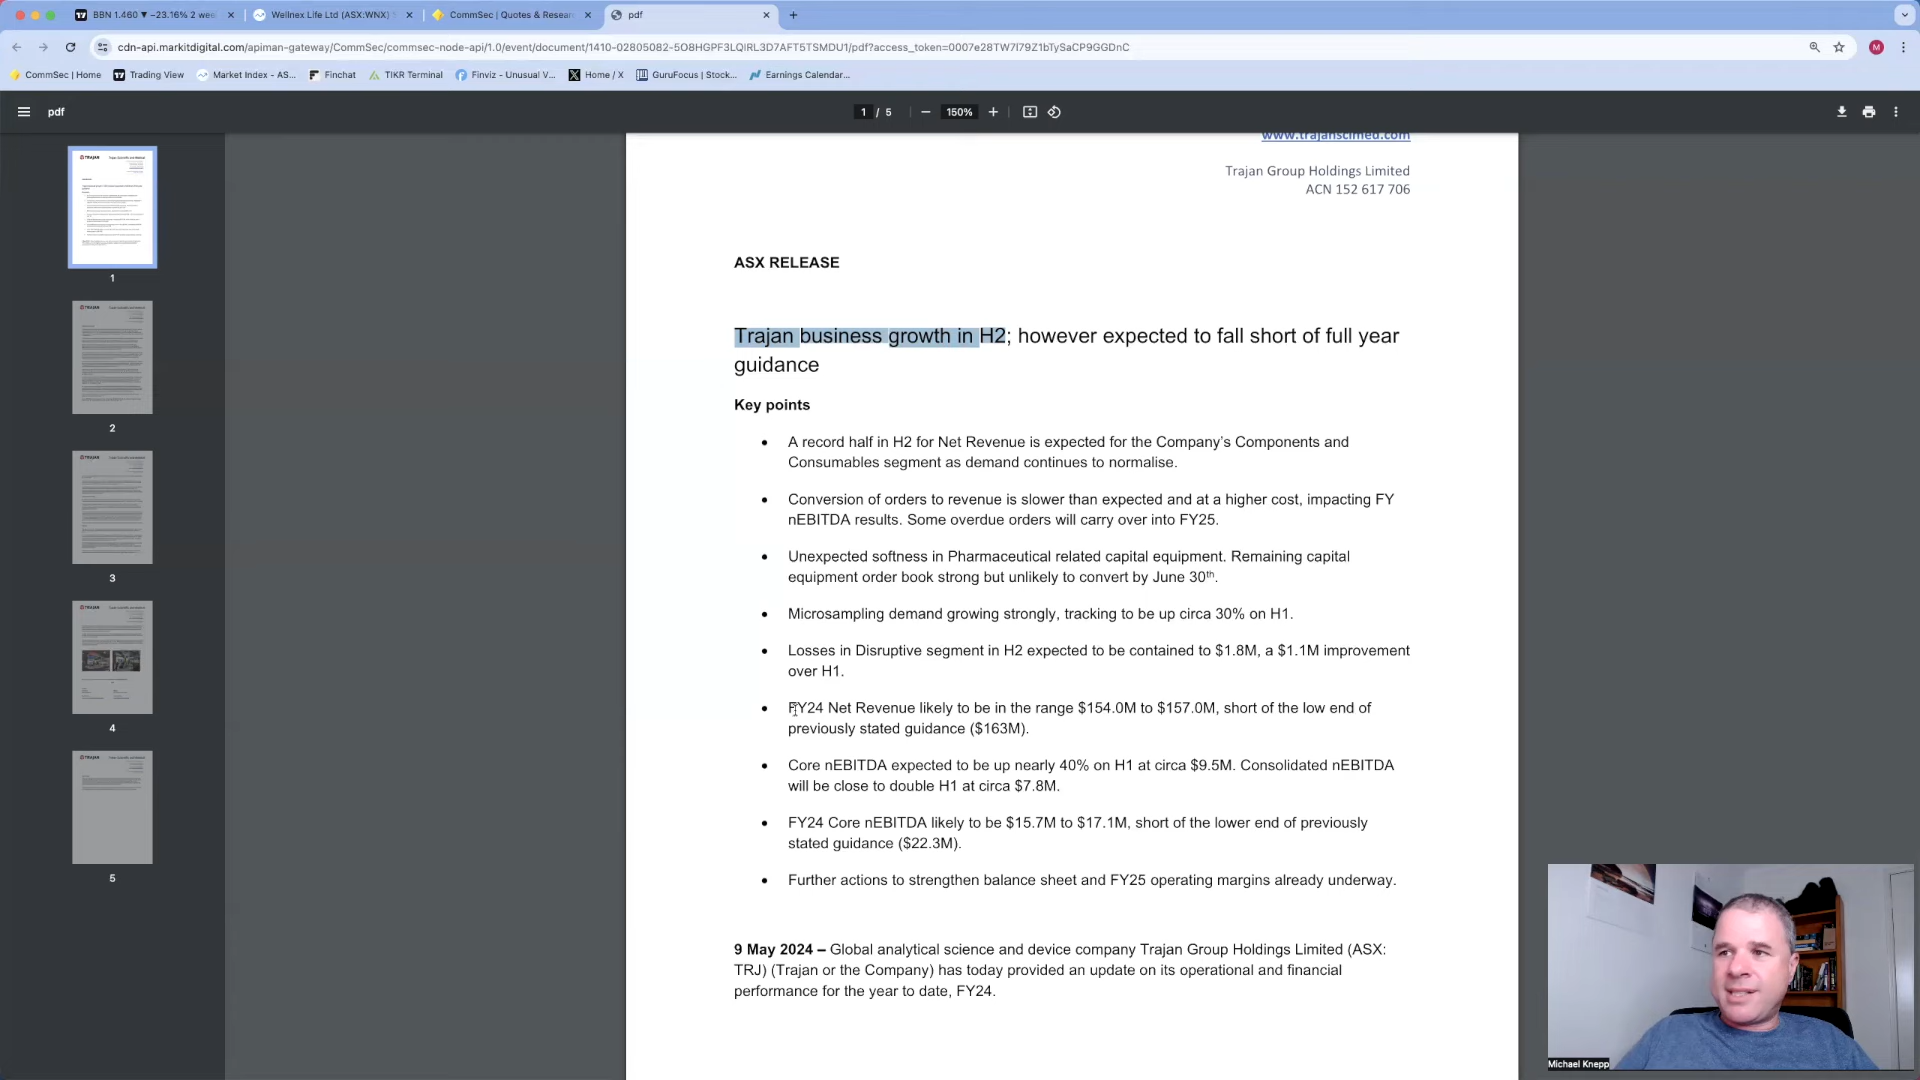 BBN 1.460 ▼ −23.16% 2 wee
Wellnex Life Ltd (ASX:WNX)
CommSec | Quotes & Resear
pdf
cdn-api.markitdigital.com/apiman-gateway/CommSec/commsec-node-api/1.0/event/document/1410-02805082-5O8HGPF3LQIRL3D7AFT5TSMDU1/pdf?access_token=0007e28TW7I79Z1bTySaCP9GGDnC
M
CommSec | Home
Trading View
Market Index - AS...
Finchat
TIKR Terminal
Finviz - Unusual V...
Home / X
GuruFocus | Stock...
Earnings Calendar...
pdf
1 / 5
150%
www.trajanscimed.com
Trajan Group Holdings Limited
ACN 152 617 706
ASX RELEASE
Trajan business growth in H2; however expected to fall short of full year
guidance
Key points
• A record half in H2 for Net Revenue is expected for the Company's Components and
Consumables segment as demand continues to normalise.
• Conversion of orders to revenue is slower than expected and at a higher cost, impacting FY
nEBITDA results. Some overdue orders will carry over into FY25.
• Unexpected softness in Pharmaceutical related capital equipment. Remaining capital
equipment order book strong but unlikely to convert by June 30th.
• Microsampling demand growing strongly, tracking to be up circa 30% on H1.
• Losses in Disruptive segment in H2 expected to be contained to $1.8M, a $1.1M improvement
over H1.
• FY24 Net Revenue likely to be in the range $154.0M to $157.0M, short of the low end of
previously stated guidance ($163M).
• Core nEBITDA expected to be up nearly 40% on H1 at circa $9.5M. Consolidated nEBITDA
will be close to double H1 at circa $7.8M.
• FY24 Core nEBITDA likely to be $15.7M to $17.1M, short of the lower end of previously
stated guidance ($22.3M).
• Further actions to strengthen balance sheet and FY25 operating margins already underway.
9 May 2024 – Global analytical science and device company Trajan Group Holdings Limited (ASX:
TRJ) (Trajan or the Company) has today provided an update on its operational and financial
performance for the year to date, FY24.
1
2
3
4
5
Michael Knepp